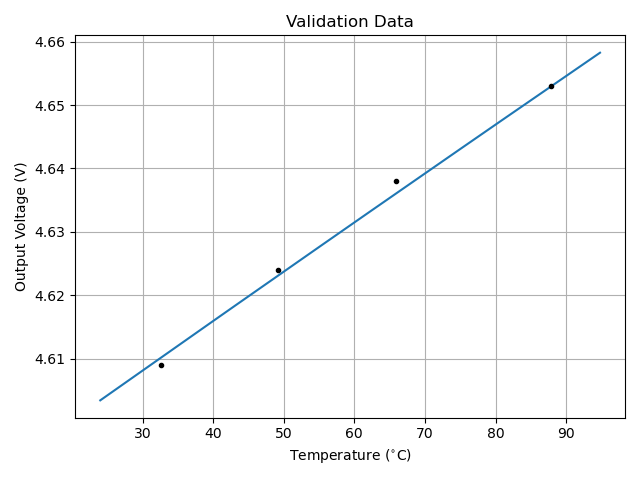 Validation Data
4.66
4.65
4.64
4.63
4.62
4.61
Output Voltage (V)
30 40 50 60 70 80 90
Temperature (°C)